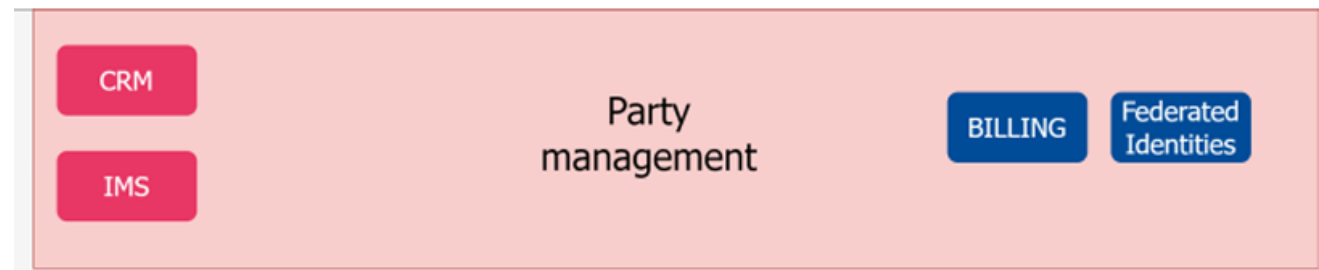 CRM
IMS
Party
management
BILLING
Federated
Identities